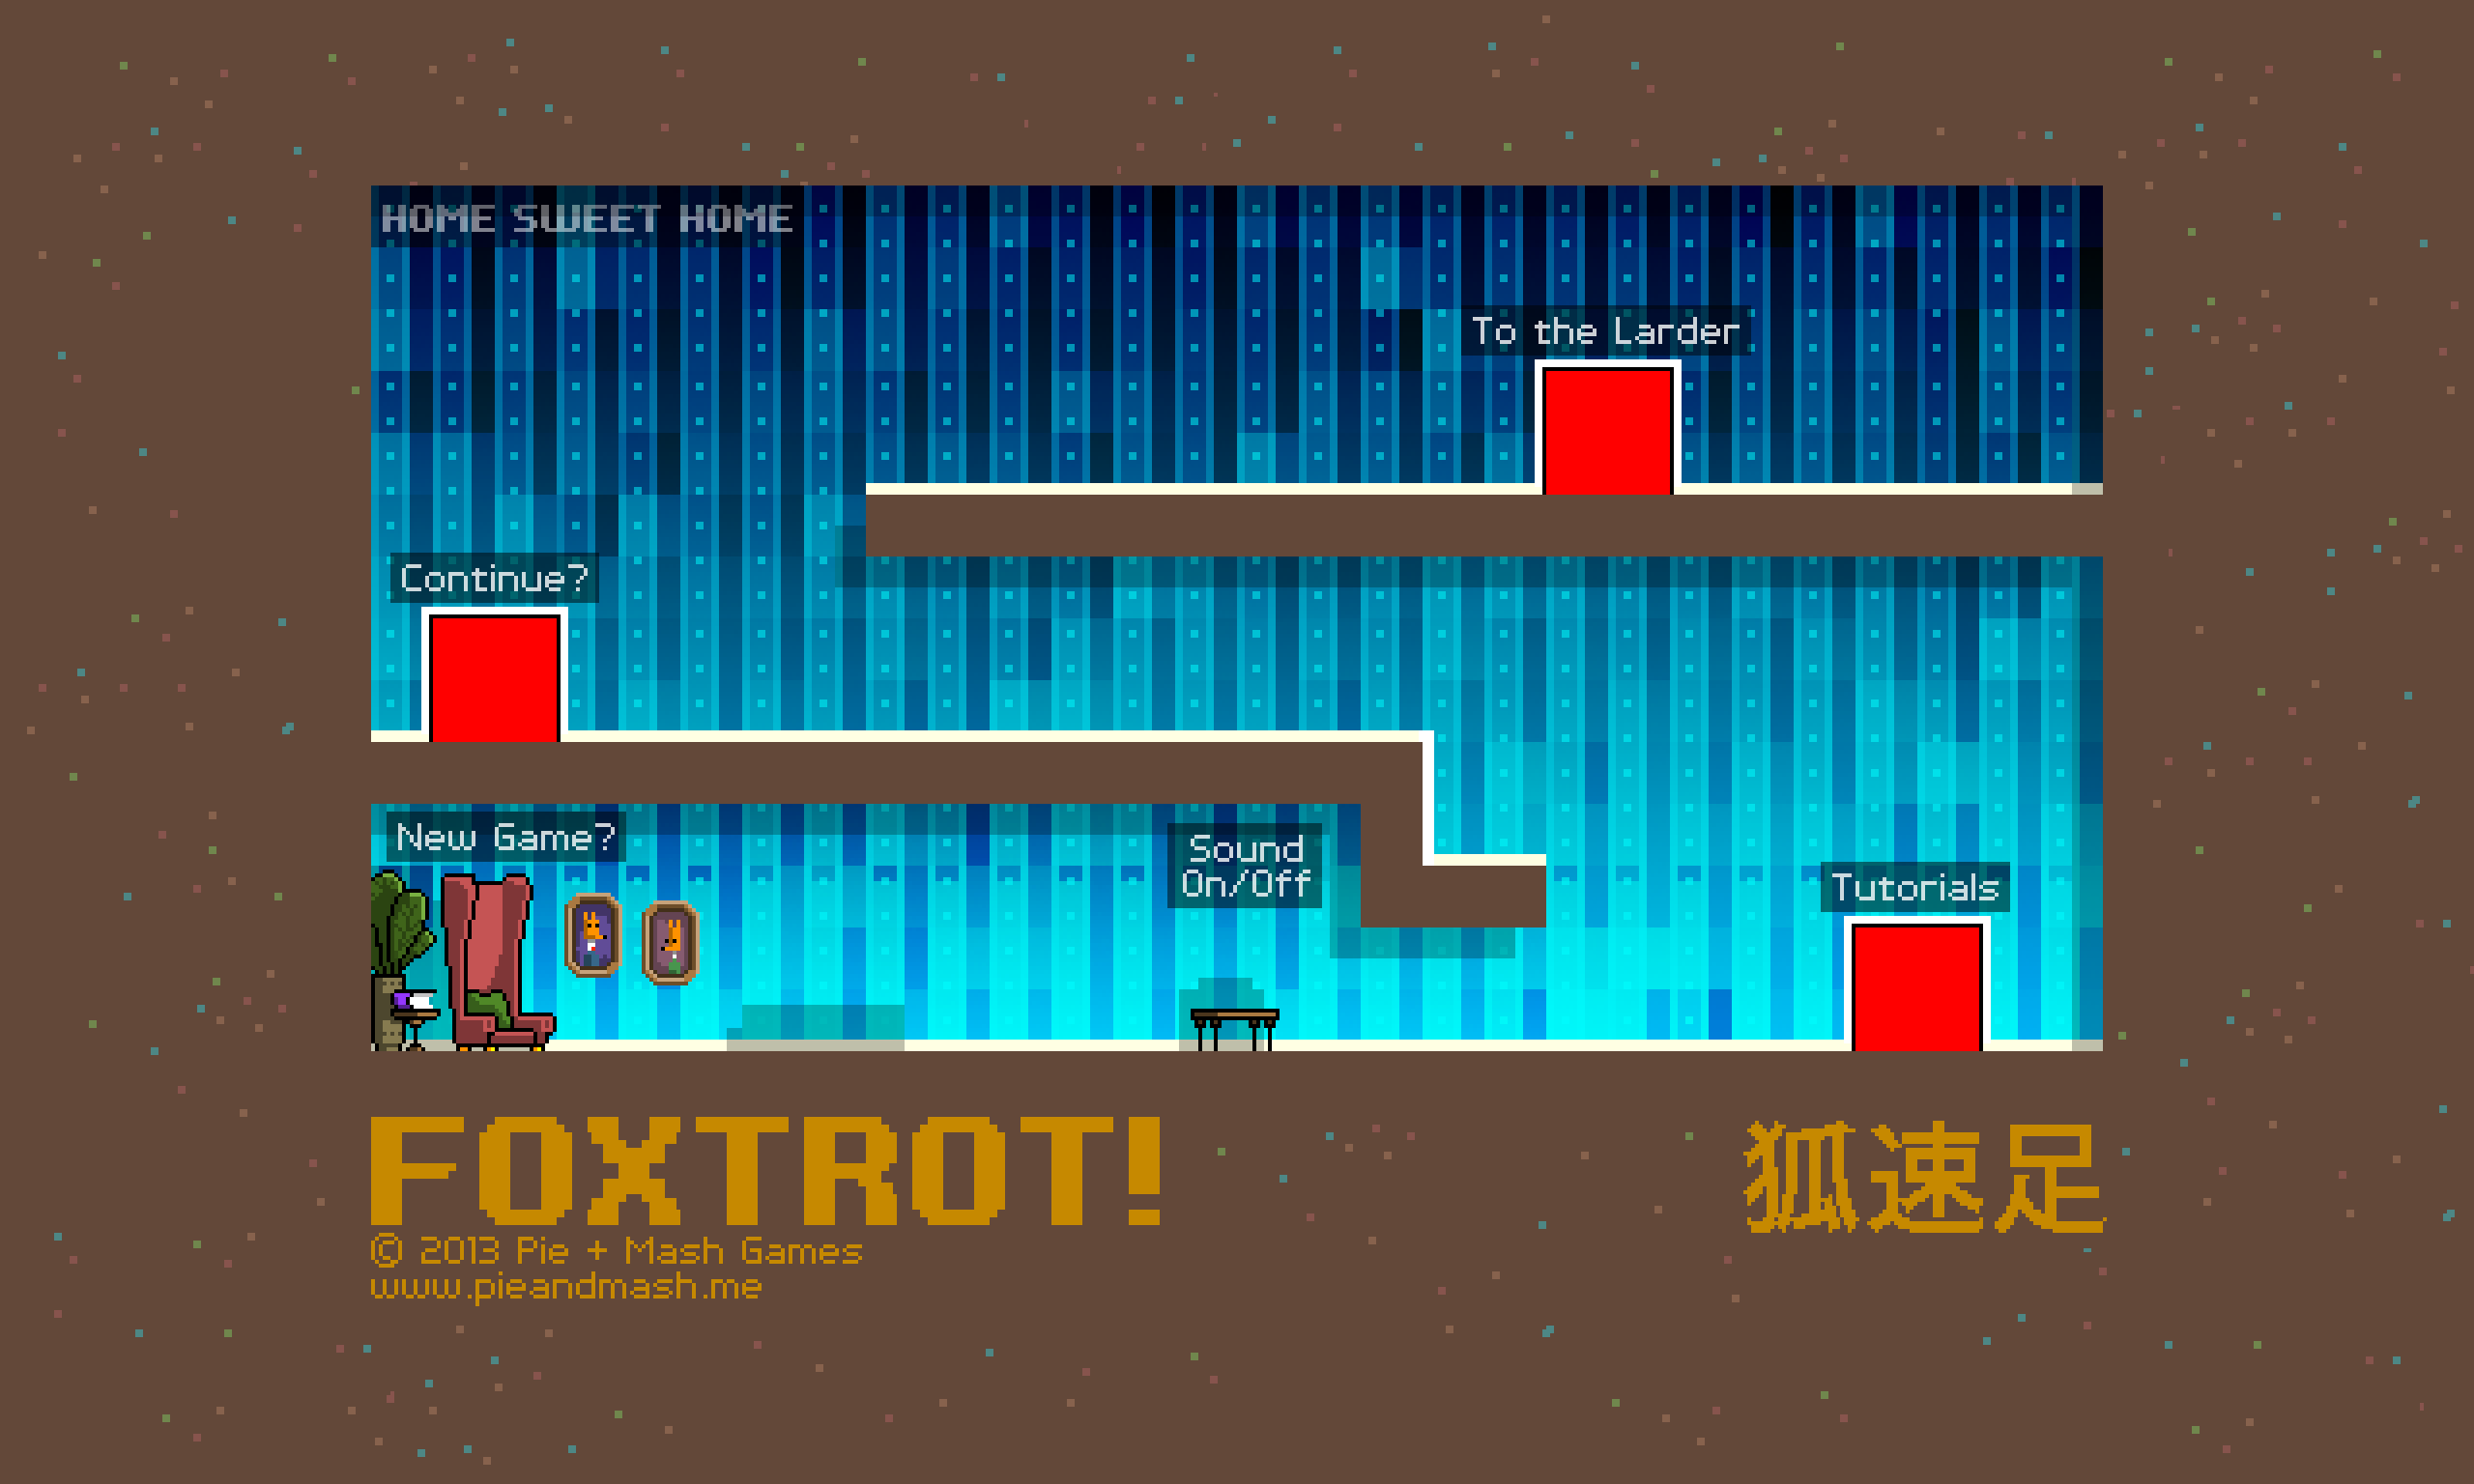 HOME SWEET HOME
To the Larder
Continue?
New Game?
Sound
On/Off
Tutorials
FOXTROT!
狐速足
© 2013 Pie + Mash Games
www.pieandmash.me